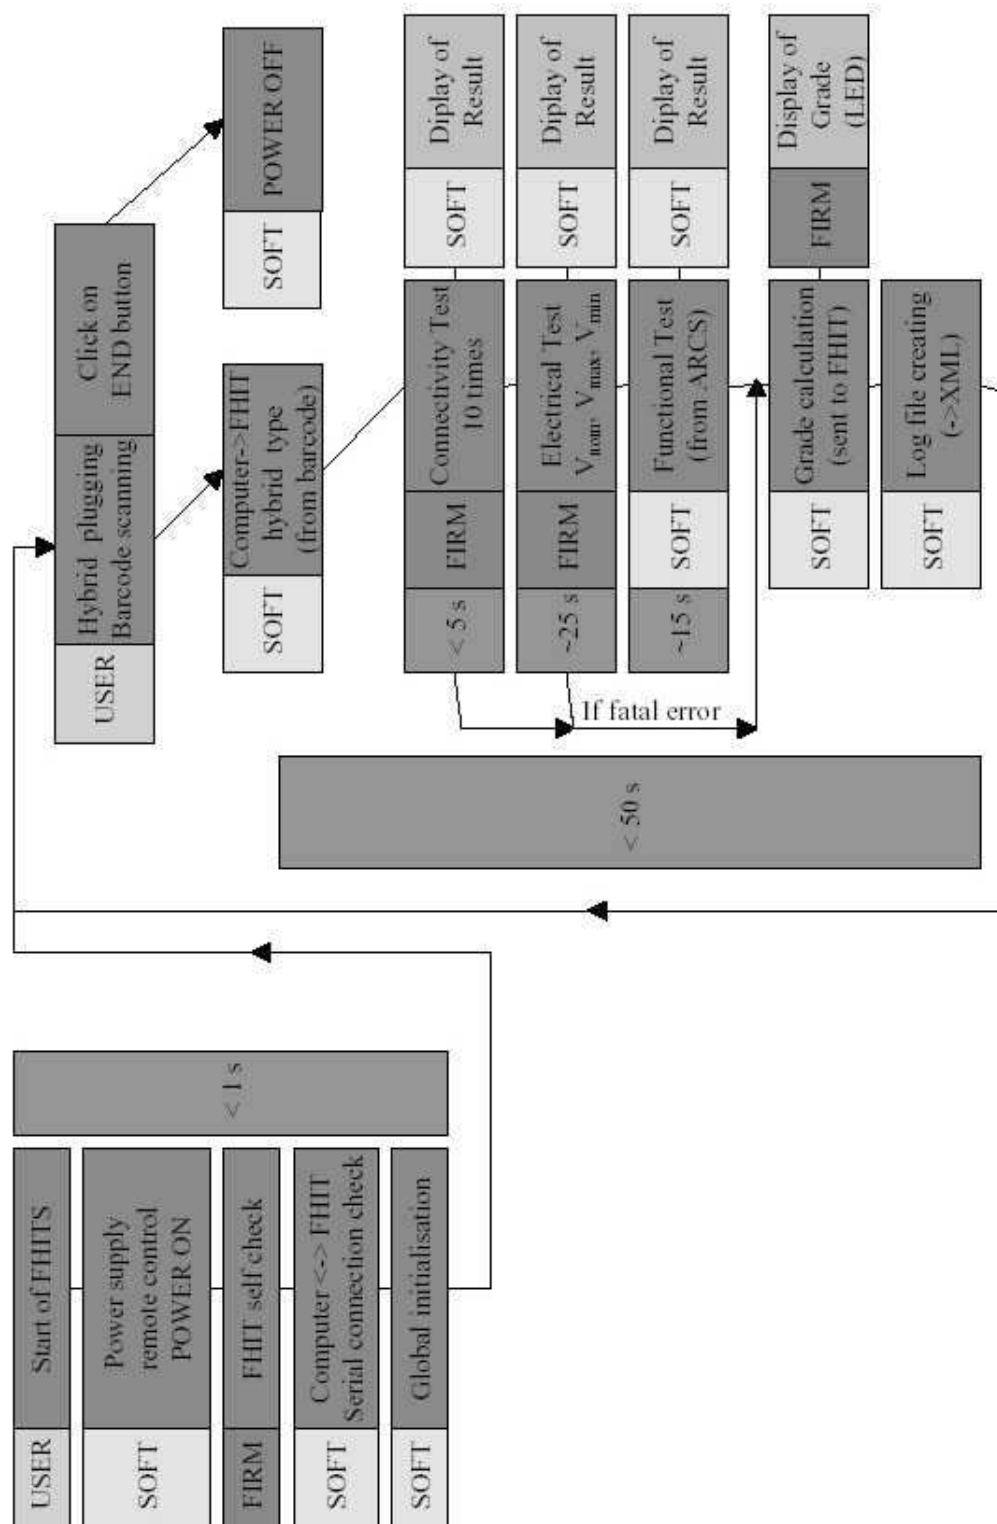 USER
Start of FHITS
SOFT
Power supply
remote control
POWER ON
FIRM
FHIT self check
SOFT
Computer <-> FHIT
Serial connection check
SOFT
Global initialisation
< 1 s
USER
Hybrid plugging
Barcode scanning
Click on
END button
SOFT
POWER OFF
SOFT
Computer->FHIT
hybrid type
(from barcode)
< 5 s
FIRM
Connectivity Test
10 times
SOFT
Diplay of
Result
~25 s
FIRM
Electrical Test
Vnom, Vmax, Vmin
SOFT
Diplay of
Result
~15 s
SOFT
Functional Test
(from ARCS)
SOFT
Diplay of
Result
If fatal error
SOFT
Grade calculation
(sent to FHIT)
FIRM
Display of
Grade
(LED)
SOFT
Log file creating
(->XML)
< 50 s